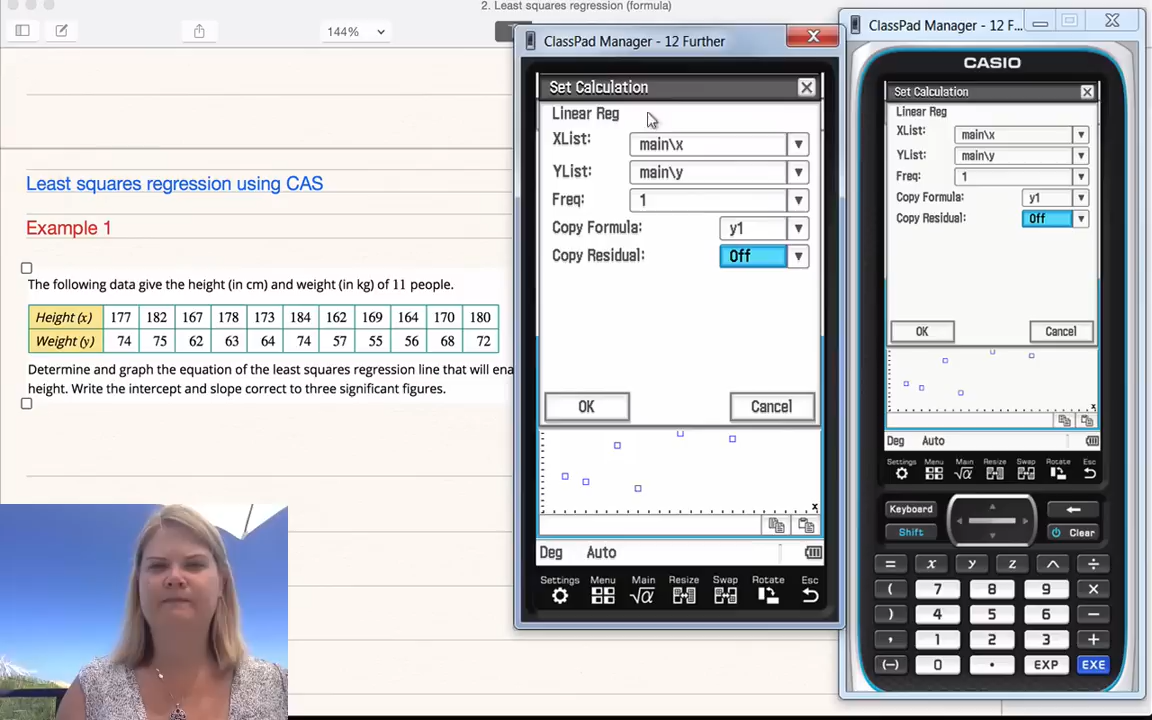 2. Least squares regression (formula)
144%
Least squares regression using CAS
Example 1
The following data give the height (in cm) and weight (in kg) of 11 people.
Height (x) 177 182 167 178 173 184 162 169 164 170 180
Weight (y) 74 75 62 63 64 74 57 55 56 68 72
Determine and graph the equation of the least squares regression line that will ena
height. Write the intercept and slope correct to three significant figures.
ClassPad Manager - 12 Further
Set Calculation
Linear Reg
XList: main\x
YList: main\y
Freq: 1
Copy Formula: y1
Copy Residual: Off
OK Cancel
x
Deg Auto
Settings Menu Main Resize Swap Rotate Esc
√α
ClassPad Manager - 12 F...
CASIO
Set Calculation
Linear Reg
XList: main\x
YList: main\y
Freq: 1
Copy Formula: y1
Copy Residual: Off
OK Cancel
x
Deg Auto
Settings Menu Main Resize Swap Rotate Esc
√α
Keyboard
Shift Clear
= x y z ^ ÷
( 7 8 9 ×
) 4 5 6 −
, 1 2 3 +
(−) 0 • EXP EXE